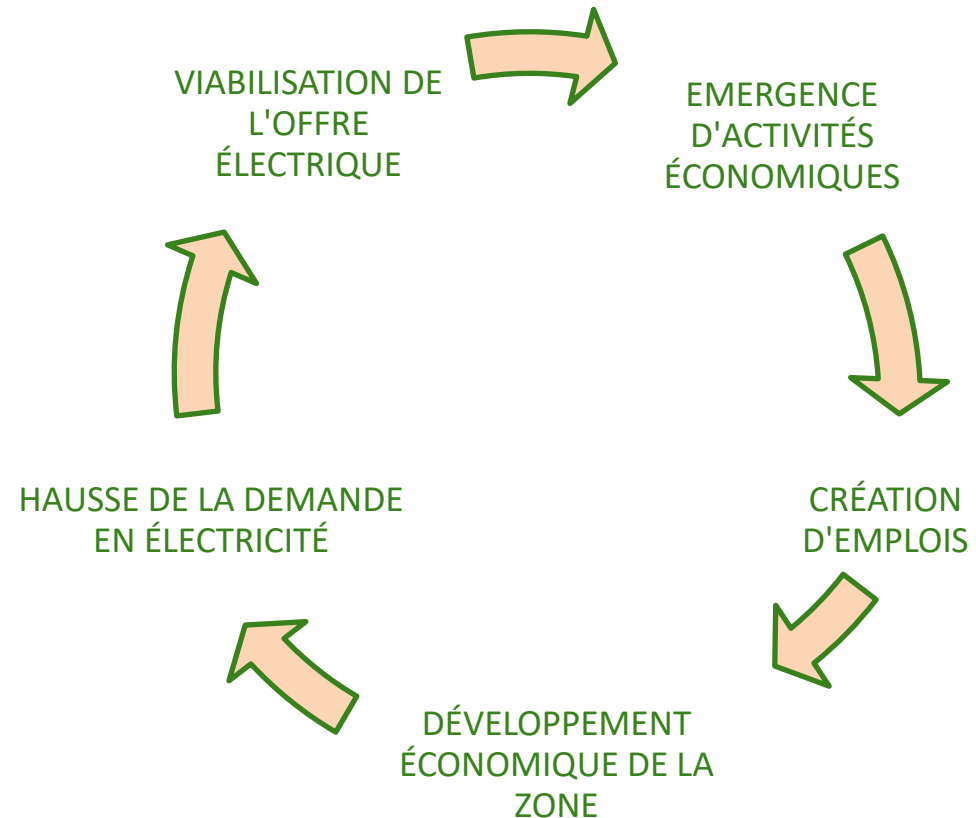 VIABILISATION DE
L'OFFRE
ÉLECTRIQUE
EMERGENCE
D'ACTIVITÉS
ÉCONOMIQUES
CRÉATION
D'EMPLOIS
DÉVELOPPEMENT
ÉCONOMIQUE DE LA
ZONE
HAUSSE DE LA DEMANDE
EN ÉLECTRICITÉ